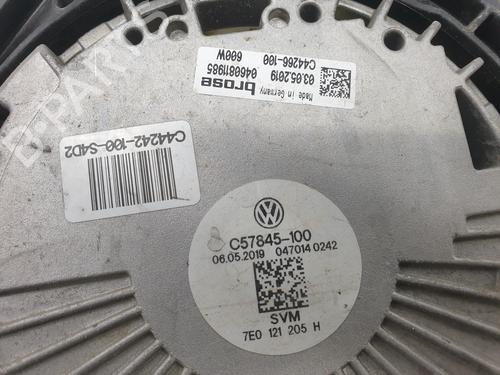 Made in Germany
brose
03.05.2019 0460811985
C44266-100
600W
C44242-100-S4D2
C57845-100
06.05.2019 047014 0242
SVM
7E0 121 205 H